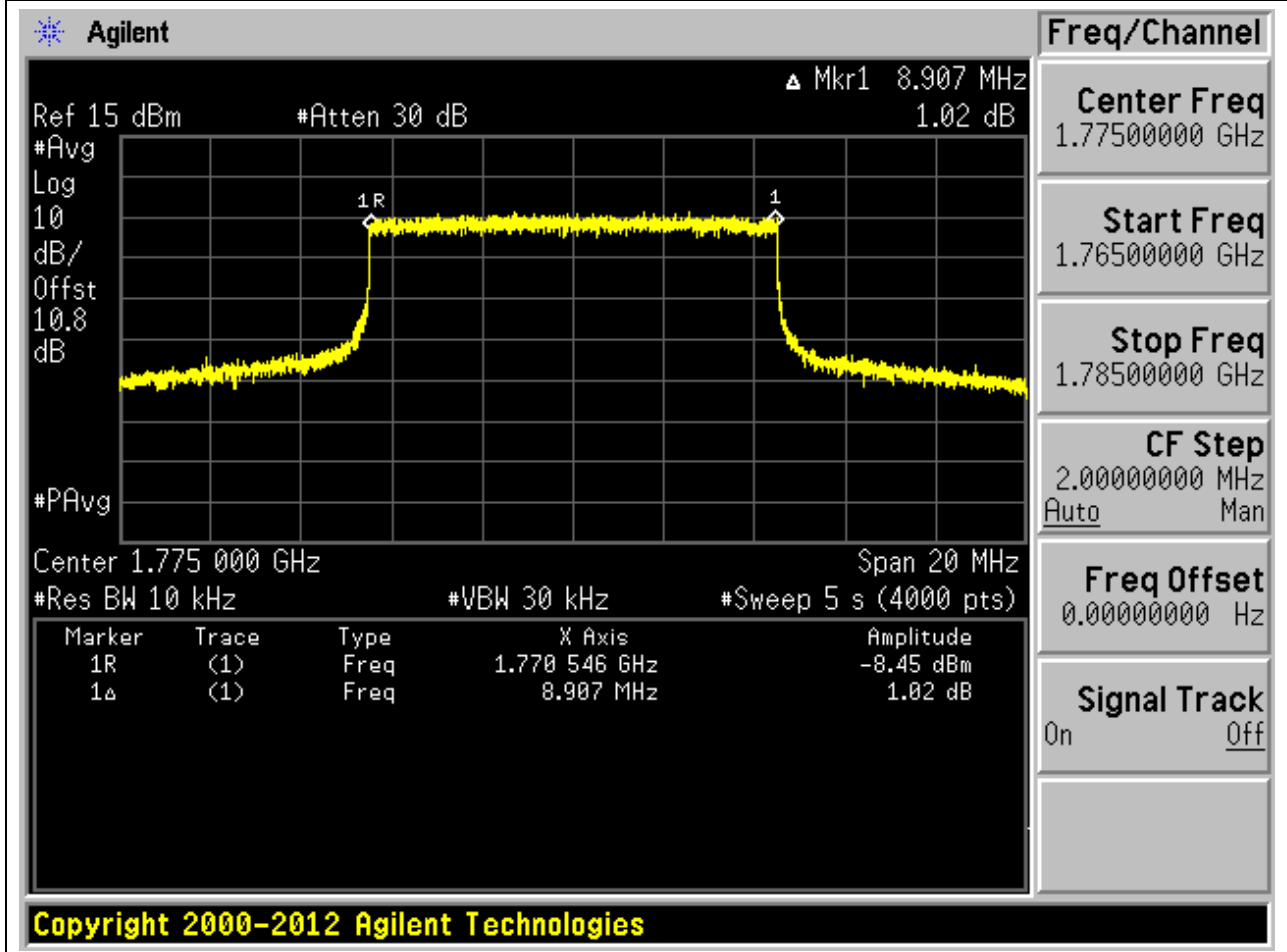 Agilent
Freq/Channel
Δ Mkr1 8.907 MHz
Ref 15 dBm #Atten 30 dB 1.02 dB
#Avg
Log
10
dB/
Offst
10.8
dB
#PAvg
1R
1
Center 1.775 000 GHz Span 20 MHz
#Res BW 10 kHz #VBW 30 kHz #Sweep 5 s (4000 pts)
Marker Trace Type X Axis Amplitude
1R (1) Freq 1.770 546 GHz -8.45 dBm
1Δ (1) Freq 8.907 MHz 1.02 dB
Center Freq
1.77500000 GHz
Start Freq
1.76500000 GHz
Stop Freq
1.78500000 GHz
CF Step
2.00000000 MHz
Auto Man
Freq Offset
0.00000000 Hz
Signal Track
On Off
Copyright 2000-2012 Agilent Technologies